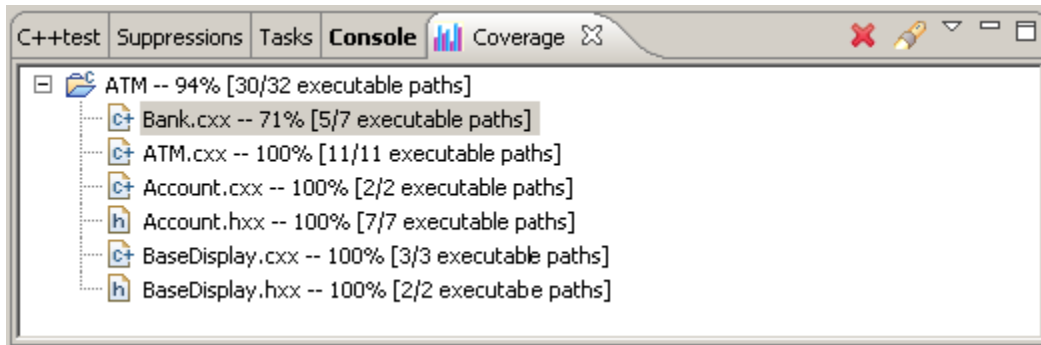 C++test Suppressions Tasks Console Coverage
ATM -- 94% [30/32 executable paths]
Bank.cxx -- 71% [5/7 executable paths]
ATM.cxx -- 100% [11/11 executable paths]
Account.cxx -- 100% [2/2 executable paths]
Account.hxx -- 100% [7/7 executable paths]
BaseDisplay.cxx -- 100% [3/3 executable paths]
BaseDisplay.hxx -- 100% [2/2 executabe paths]